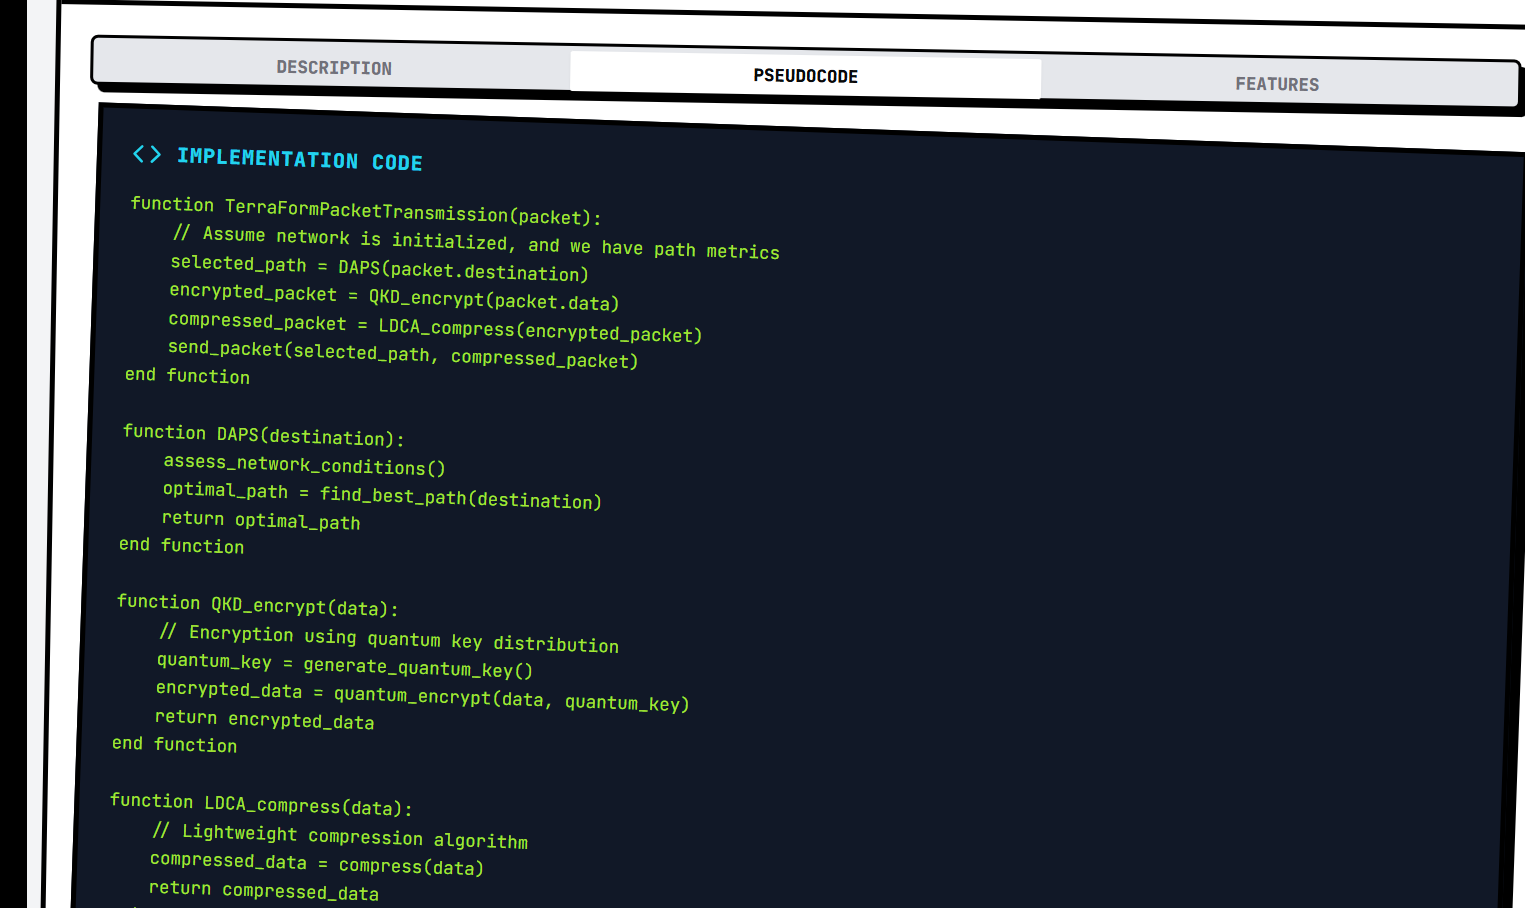 DESCRIPTION
PSEUDOCODE
FEATURES
<> IMPLEMENTATION CODE
function TerraFormPacketTransmission(packet):
    // Assume network is initialized, and we have path metrics
    selected_path = DAPS(packet.destination)
    encrypted_packet = QKD_encrypt(packet.data)
    compressed_packet = LDCA_compress(encrypted_packet)
    send_packet(selected_path, compressed_packet)
end function

function DAPS(destination):
    assess_network_conditions()
    optimal_path = find_best_path(destination)
    return optimal_path
end function

function QKD_encrypt(data):
    // Encryption using quantum key distribution
    quantum_key = generate_quantum_key()
    encrypted_data = quantum_encrypt(data, quantum_key)
    return encrypted_data
end function

function LDCA_compress(data):
    // Lightweight compression algorithm
    compressed_data = compress(data)
    return compressed_data